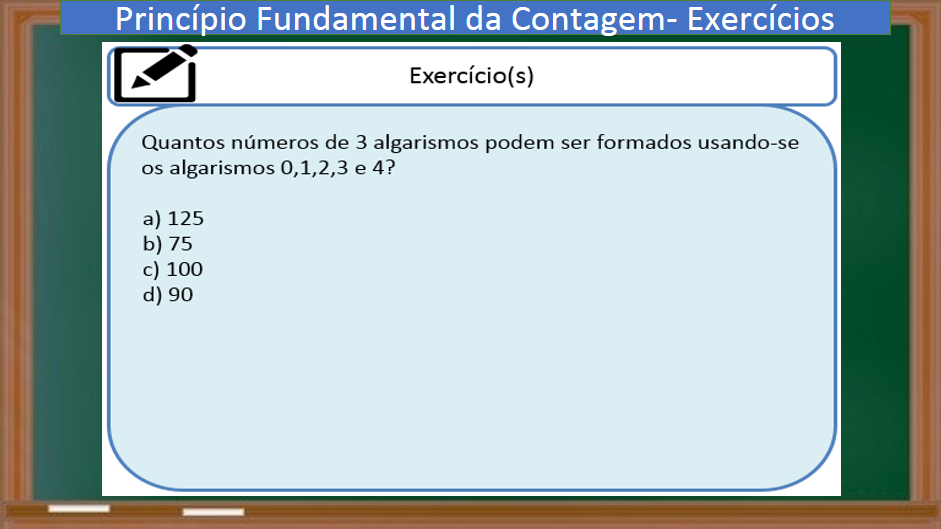 Princípio Fundamental da Contagem- Exercícios
Exercício(s)
Quantos números de 3 algarismos podem ser formados usando-se
os algarismos 0,1,2,3 e 4?
a) 125
b) 75
c) 100
d) 90